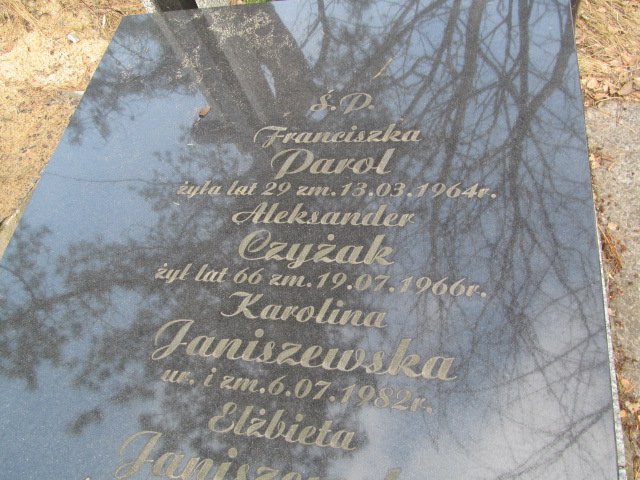 Ś.P.
Franciszka
Parol
żyła lat 29 zm. 13.03.1964r.
Aleksander
Czyżak
żył lat 66 zm. 19.07.1966r.
Karolina
Janiszewska
ur. i zm. 6.07.1982r.
Elżbieta